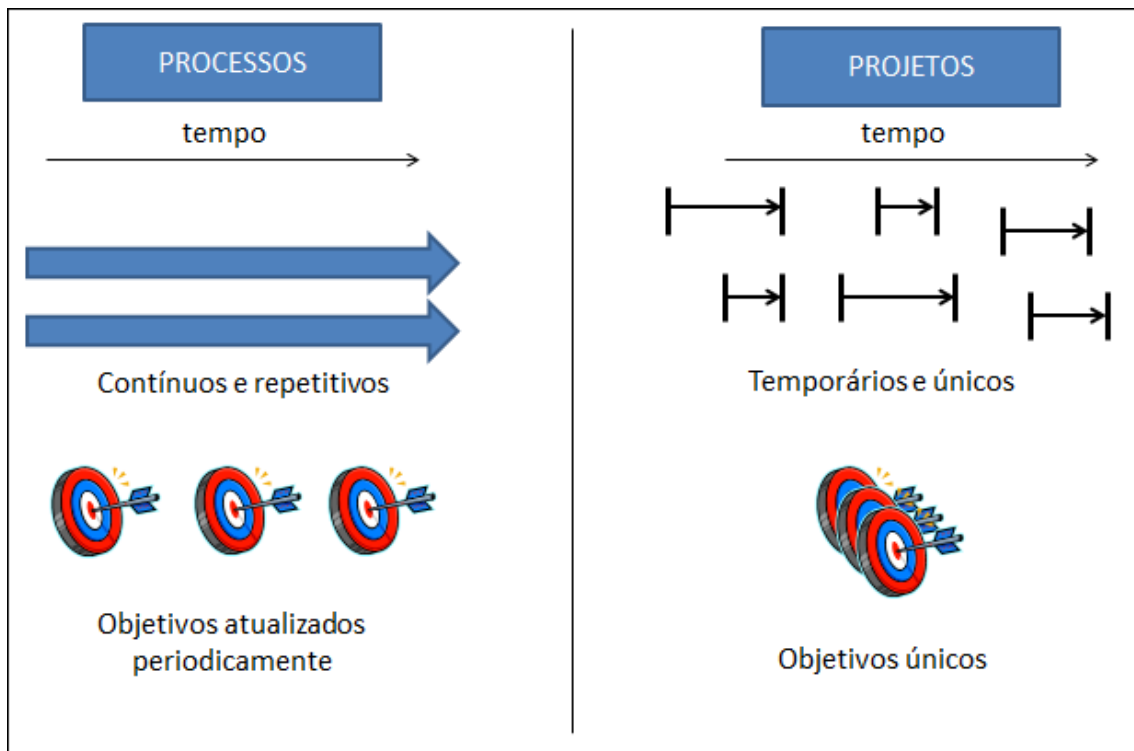 PROCESSOS
tempo
Contínuos e repetitivos
Objetivos atualizados
periodicamente
PROJETOS
tempo
Temporários e únicos
Objetivos únicos